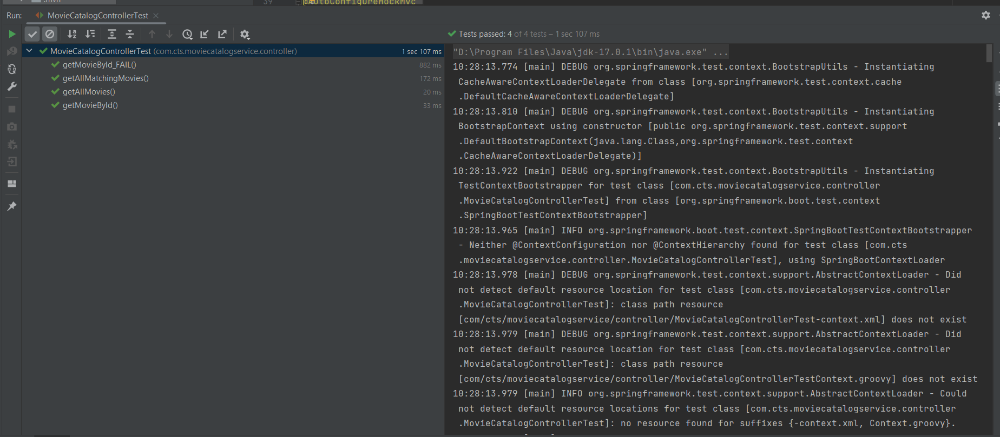 .mvn
39
@AutoConfigureMockMvc
Run:
MovieCatalogControllerTest
Tests passed: 4 of 4 tests – 1 sec 107 ms
MovieCatalogControllerTest (com.cts.moviecatalogservice.controller) 1 sec 107 ms
getMovieById_FAIL() 882 ms
getAllMatchingMovies() 172 ms
getAllMovies() 20 ms
getMovieById() 33 ms
"D:\Program Files\Java\jdk-17.0.1\bin\java.exe" ...
10:28:13.774 [main] DEBUG org.springframework.test.context.BootstrapUtils - Instantiating
CacheAwareContextLoaderDelegate from class [org.springframework.test.context.cache
.DefaultCacheAwareContextLoaderDelegate]
10:28:13.810 [main] DEBUG org.springframework.test.context.BootstrapUtils - Instantiating
BootstrapContext using constructor [public org.springframework.test.context.support
.DefaultBootstrapContext(java.lang.Class,org.springframework.test.context
.CacheAwareContextLoaderDelegate)]
10:28:13.922 [main] DEBUG org.springframework.test.context.BootstrapUtils - Instantiating
TestContextBootstrapper for test class [com.cts.moviecatalogservice.controller
.MovieCatalogControllerTest] from class [org.springframework.boot.test.context
.SpringBootTestContextBootstrapper]
10:28:13.965 [main] INFO org.springframework.boot.test.context.SpringBootTestContextBootstrapper
- Neither @ContextConfiguration nor @ContextHierarchy found for test class [com.cts
.moviecatalogservice.controller.MovieCatalogControllerTest], using SpringBootContextLoader
10:28:13.978 [main] DEBUG org.springframework.test.context.support.AbstractContextLoader - Did
not detect default resource location for test class [com.cts.moviecatalogservice.controller
.MovieCatalogControllerTest]: class path resource
[com/cts/moviecatalogservice/controller/MovieCatalogControllerTest-context.xml] does not exist
10:28:13.979 [main] DEBUG org.springframework.test.context.support.AbstractContextLoader - Did
not detect default resource location for test class [com.cts.moviecatalogservice.controller
.MovieCatalogControllerTest]: class path resource
[com/cts/moviecatalogservice/controller/MovieCatalogControllerTestContext.groovy] does not exist
10:28:13.979 [main] INFO org.springframework.test.context.support.AbstractContextLoader - Could
not detect default resource locations for test class [com.cts.moviecatalogservice.controller
.MovieCatalogControllerTest]: no resource found for suffixes {-context.xml, Context.groovy}.